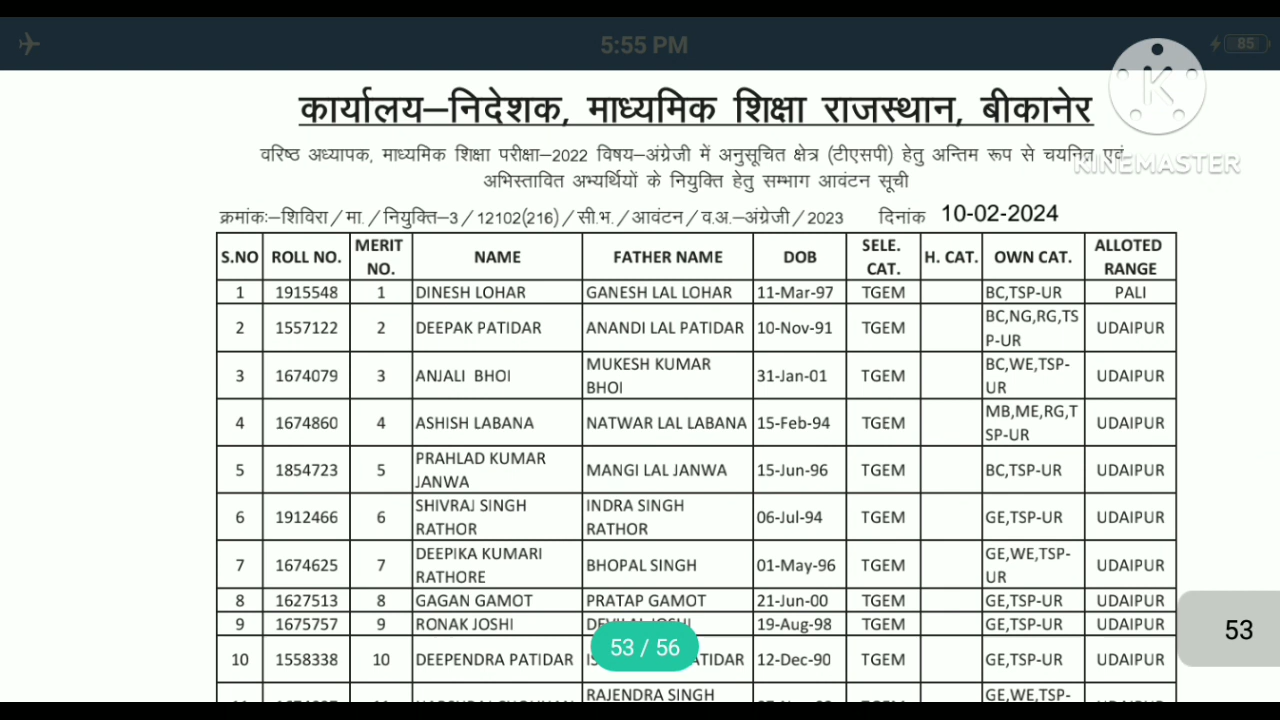 5:55 PM
85
K
KINEMASTER
कार्यालय–निदेशक, माध्यमिक शिक्षा राजस्थान, बीकानेर
वरिष्ठ अध्यापक, माध्यमिक शिक्षा परीक्षा–2022 विषय–अंग्रेजी में अनुसूचित क्षेत्र (टीएसपी) हेतु अन्तिम रूप से चयनित एवं
अभिस्तावित अभ्यर्थियों के नियुक्ति हेतु सम्भाग आवंटन सूची
क्रमांकः–शिविरा/मा./नियुक्ति–3/12102(216)/सी.भ./आवंटन/व.अ.–अंग्रेजी/2023 दिनांक 10-02-2024
S.NO ROLL NO. MERIT NO. NAME FATHER NAME DOB SELE. CAT. H. CAT. OWN CAT. ALLOTED RANGE
1 1915548 1 DINESH LOHAR GANESH LAL LOHAR 11-Mar-97 TGEM BC,TSP-UR PALI
2 1557122 2 DEEPAK PATIDAR ANANDI LAL PATIDAR 10-Nov-91 TGEM BC,NG,RG,TSP-UR UDAIPUR
3 1674079 3 ANJALI BHOI MUKESH KUMAR BHOI 31-Jan-01 TGEM BC,WE,TSP-UR UDAIPUR
4 1674860 4 ASHISH LABANA NATWAR LAL LABANA 15-Feb-94 TGEM MB,ME,RG,TSP-UR UDAIPUR
5 1854723 5 PRAHLAD KUMAR JANWA MANGI LAL JANWA 15-Jun-96 TGEM BC,TSP-UR UDAIPUR
6 1912466 6 SHIVRAJ SINGH RATHOR INDRA SINGH RATHOR 06-Jul-94 TGEM GE,TSP-UR UDAIPUR
7 1674625 7 DEEPIKA KUMARI RATHORE BHOPAL SINGH 01-May-96 TGEM GE,WE,TSP-UR UDAIPUR
8 1627513 8 GAGAN GAMOT PRATAP GAMOT 21-Jun-00 TGEM GE,TSP-UR UDAIPUR
9 1675757 9 RONAK JOSHI JOSHI 19-Aug-98 TGEM GE,TSP-UR UDAIPUR
10 1558338 10 DEEPENDRA PATIDAR PATIDAR 12-Dec-90 TGEM GE,TSP-UR UDAIPUR
RAJENDRA SINGH GE,WE,TSP-
53 / 56
53